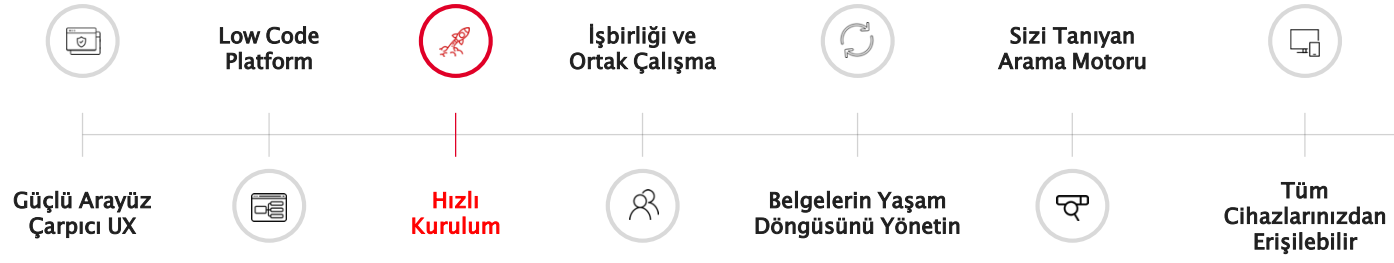 Low Code
Platform
İşbirliği ve
Ortak Çalışma
Sizi Tanıyan
Arama Motoru
Güçlü Arayüz
Çarpıcı UX
Hızlı
Kurulum
Belgelerin Yaşam
Döngüsünü Yönetin
Tüm
Cihazlarınızdan
Erişilebilir